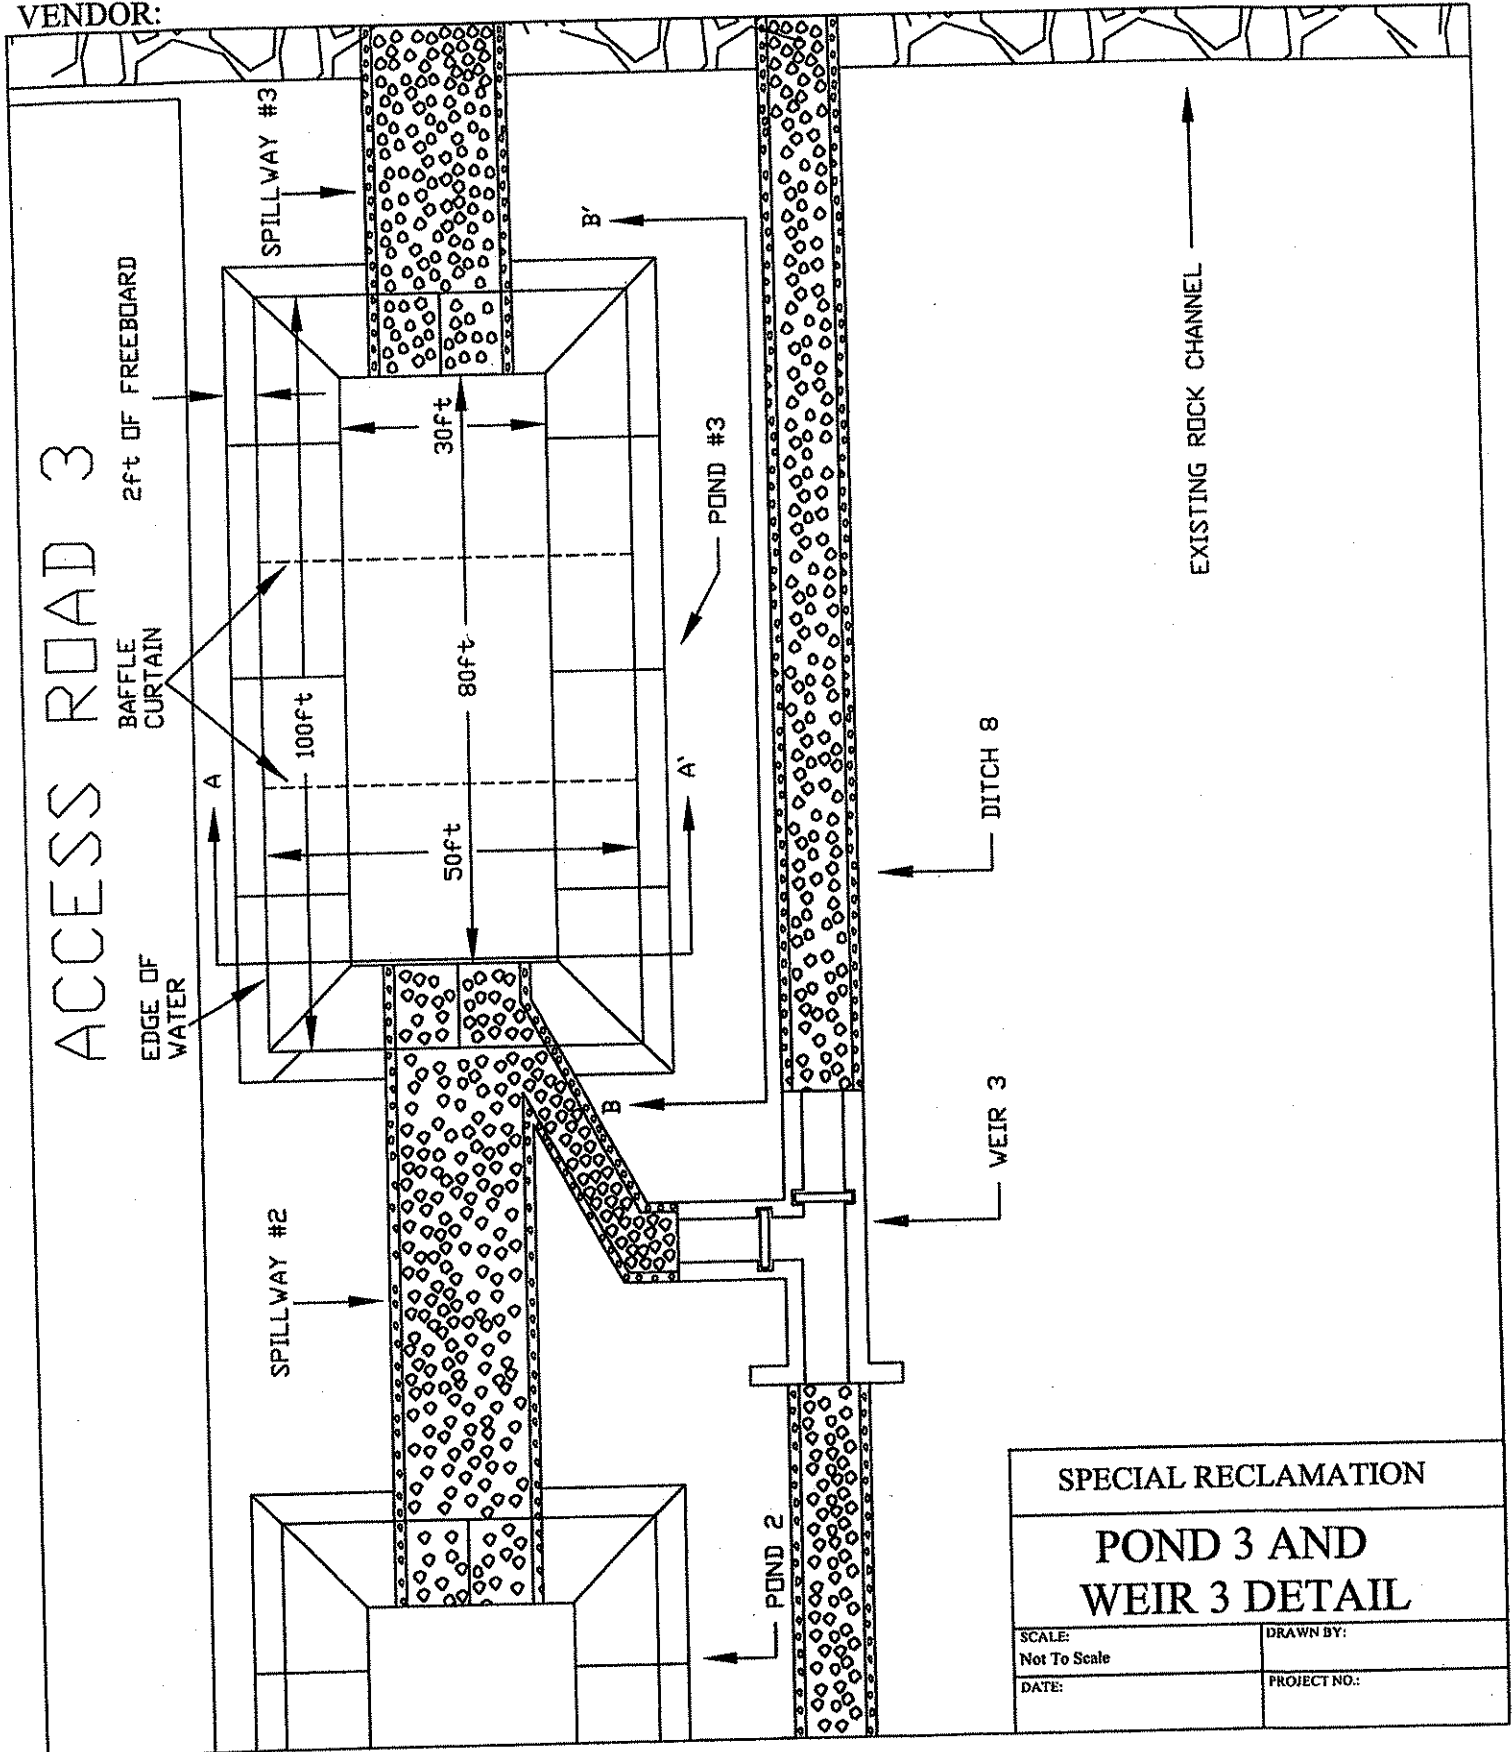 VENDOR:
ACCESS ROAD 3
SPILLWAY #3
2ft OF FREEBOARD
BAFFLE
CURTAIN
EDGE OF
WATER
A
A'
B'
B
100ft
30ft
80ft
50ft
POND #3
EXISTING ROCK CHANNEL
DITCH 8
WEIR 3
SPILLWAY #2
POND 2
SPECIAL RECLAMATION
POND 3 AND
WEIR 3 DETAIL
SCALE:
Not To Scale
DRAWN BY:
DATE:
PROJECT NO.: